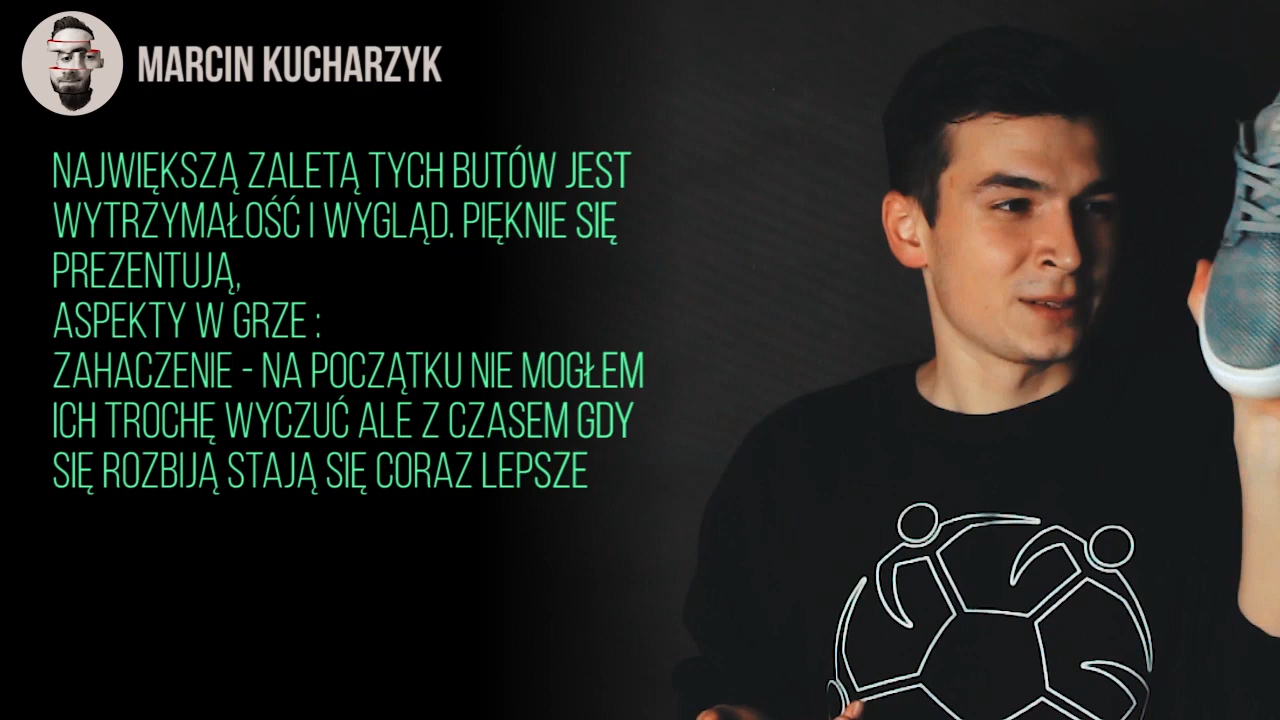 MARCIN KUCHARZYK
NAJWIĘKSZĄ ZALETĄ TYCH BUTÓW JEST
WYTRZYMAŁOŚĆ I WYGLĄD. PIĘKNIE SIĘ
PREZENTUJĄ,
ASPEKTY W GRZE :
ZAHACZENIE - NA POCZĄTKU NIE MOGŁEM
ICH TROCHĘ WYCZUĆ ALE Z CZASEM GDY
SIĘ ROZBIJĄ STAJĄ SIĘ CORAZ LEPSZE